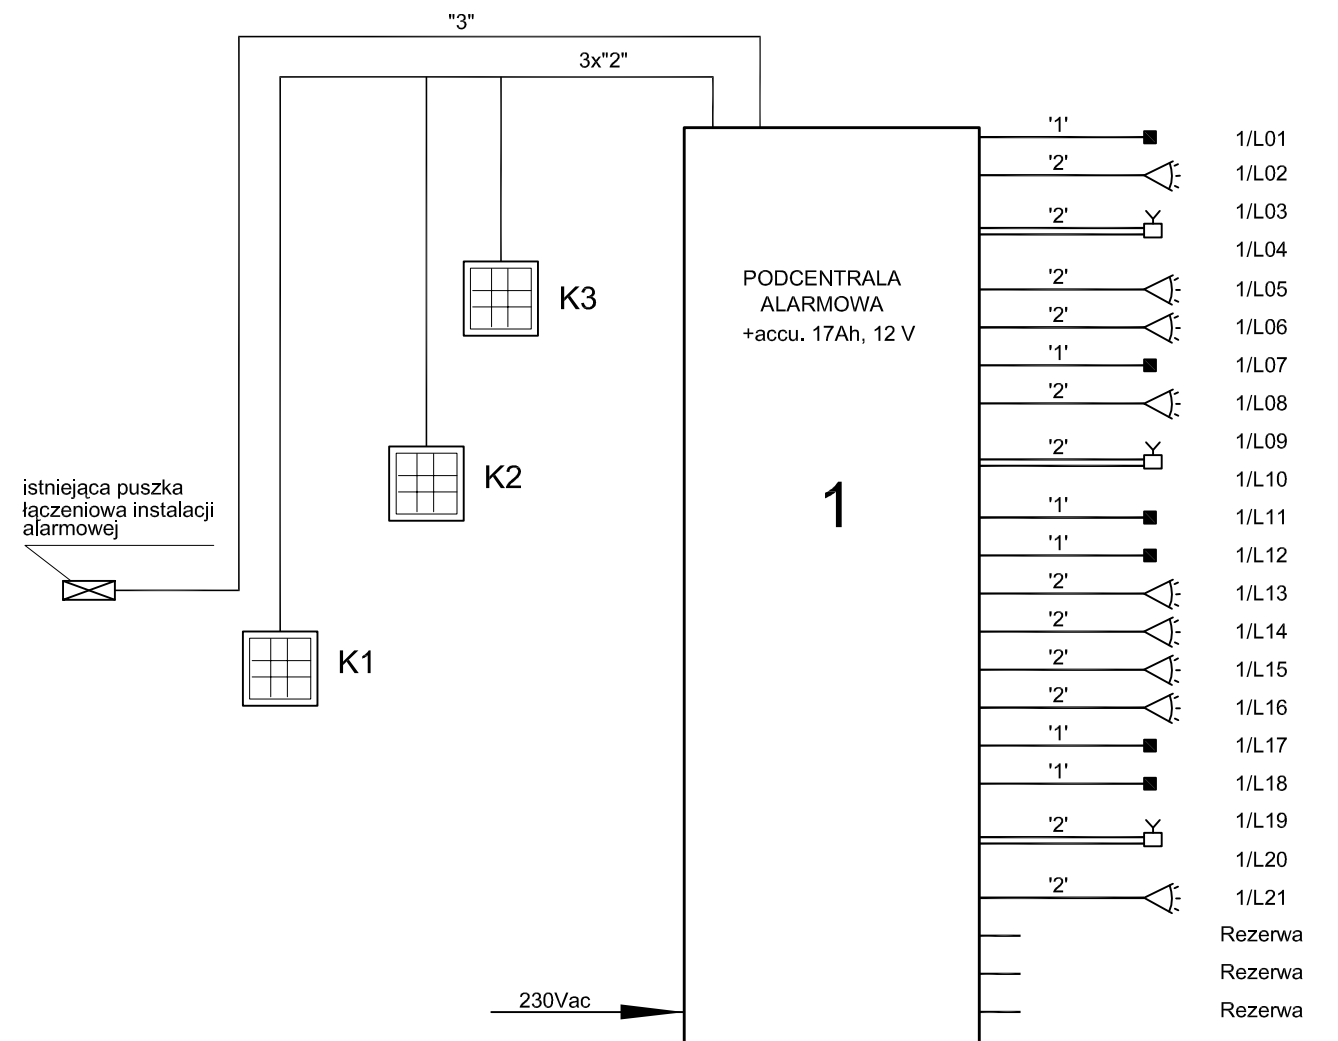 "3"
3x"2"
K3
K2
K1
istniejąca puszka
łączeniowa instalacji
alarmowej
PODCENTRALA
ALARMOWA
+accu. 17Ah, 12 V
1
230Vac
'1' 1/L01
'2' 1/L02
'2' 1/L03
1/L04
'2' 1/L05
'2' 1/L06
'1' 1/L07
'2' 1/L08
'2' 1/L09
1/L10
'1' 1/L11
'1' 1/L12
'2' 1/L13
'2' 1/L14
'2' 1/L15
'2' 1/L16
'1' 1/L17
'1' 1/L18
'2' 1/L19
1/L20
'2' 1/L21
Rezerwa
Rezerwa
Rezerwa